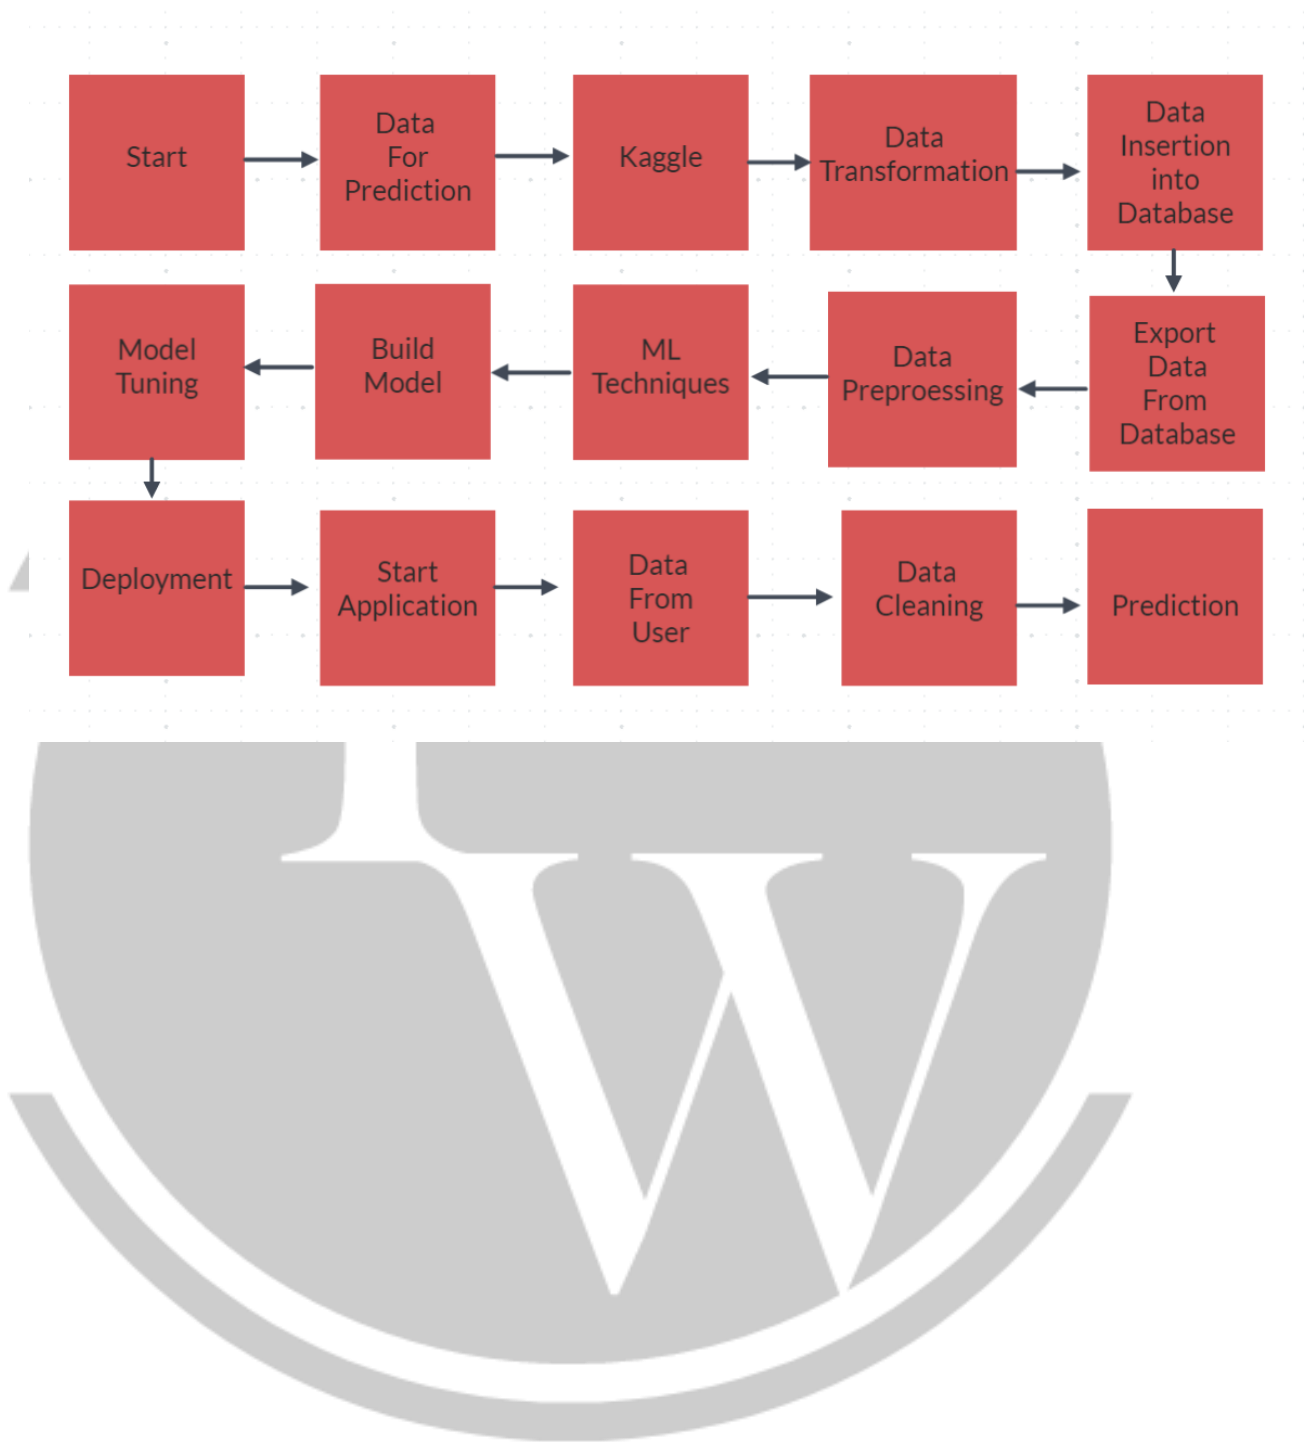 Start
Data
For
Prediction
Kaggle
Data
Transformation
Data
Insertion
into
Database
Model
Tuning
Build
Model
ML
Techniques
Data
Preproessing
Export
Data
From
Database
Deployment
Start
Application
Data
From
User
Data
Cleaning
Prediction
W